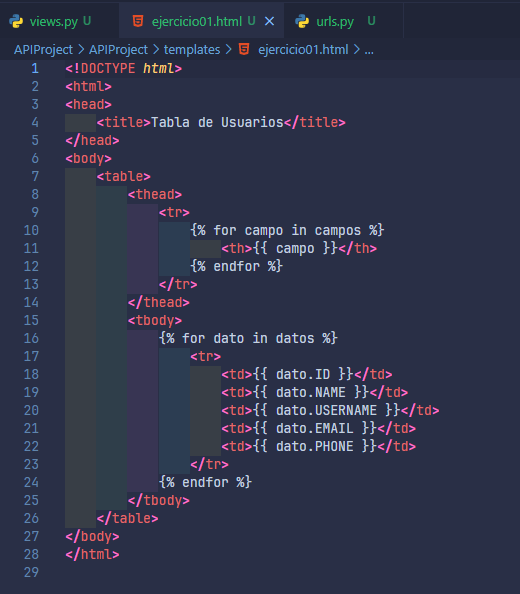 views.py U ejercicio01.html U × urls.py U
APIProject > APIProject > templates > ejercicio01.html > ...
1 <!DOCTYPE html>
2 <html>
3 <head>
4     <title>Tabla de Usuarios</title>
5 </head>
6 <body>
7     <table>
8         <thead>
9             <tr>
10                 {% for campo in campos %}
11                     <th>{{ campo }}</th>
12                 {% endfor %}
13             </tr>
14         </thead>
15         <tbody>
16             {% for dato in datos %}
17                 <tr>
18                     <td>{{ dato.ID }}</td>
19                     <td>{{ dato.NAME }}</td>
20                     <td>{{ dato.USERNAME }}</td>
21                     <td>{{ dato.EMAIL }}</td>
22                     <td>{{ dato.PHONE }}</td>
23                 </tr>
24             {% endfor %}
25         </tbody>
26     </table>
27 </body>
28 </html>
29